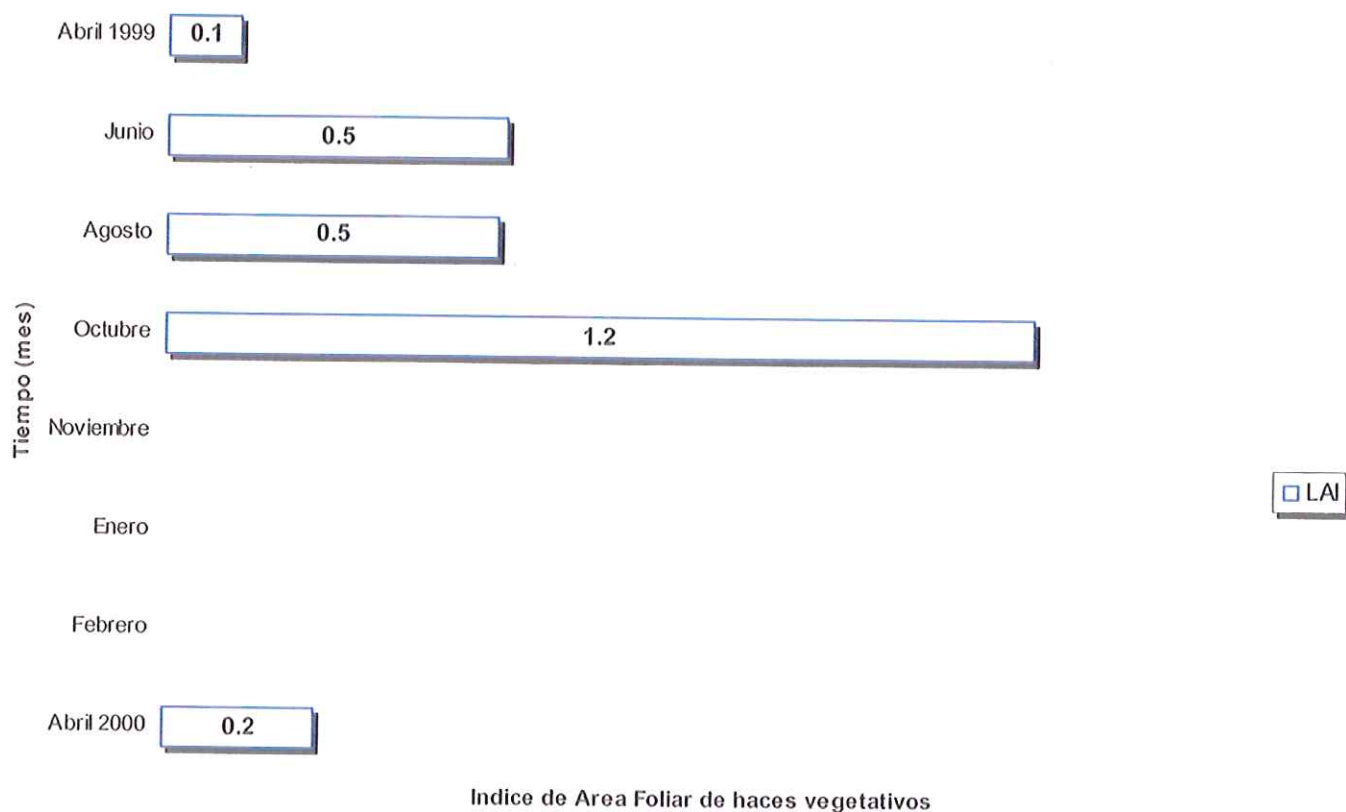 Abril 1999
0.1
Junio
0.5
Agosto
0.5
Octubre
1.2
Noviembre
Enero
Febrero
Abril 2000
0.2
Tiempo (mes)
LAI
Indice de Area Foliar de haces vegetativos